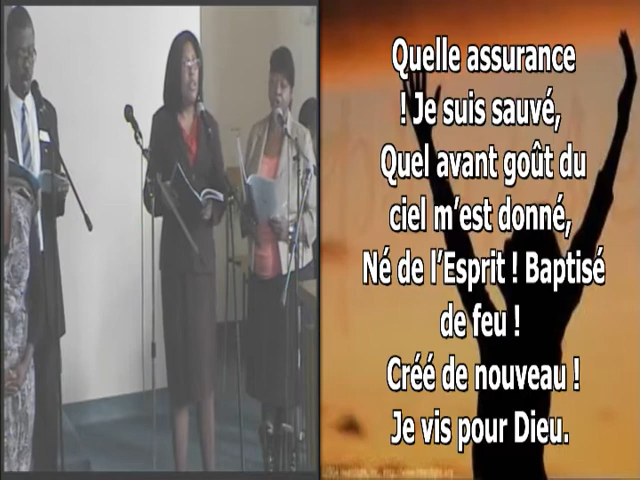 Quelle assurance
! Je suis sauvé,
Quel avant goût du
ciel m’est donné,
Né de l’Esprit ! Baptisé
de feu !
Créé de nouveau !
Je vis pour Dieu.